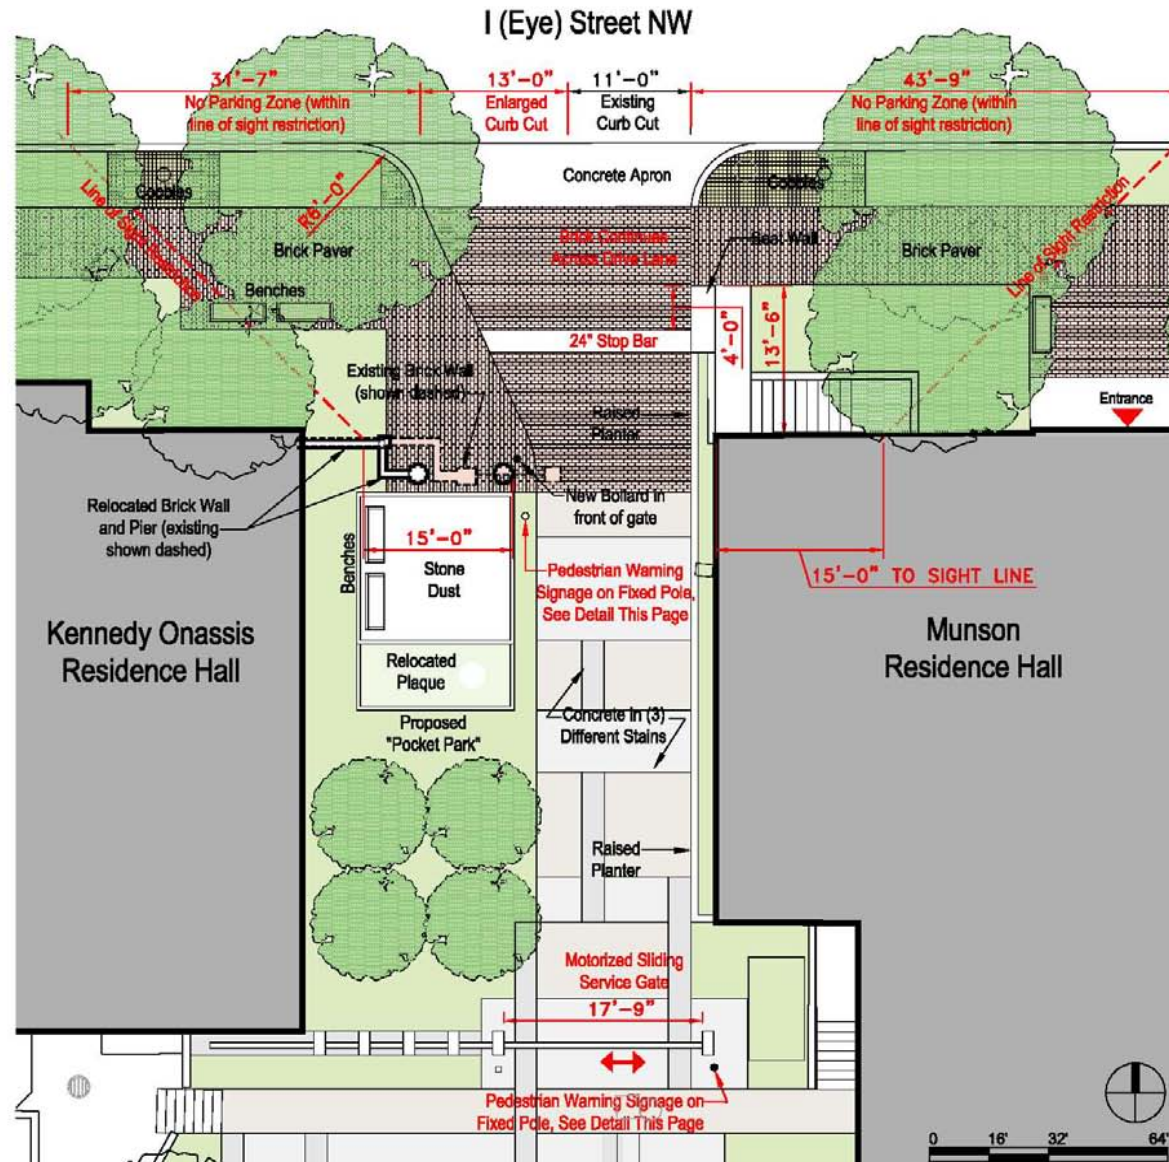 I (Eye) Street NW
31'-7"
No Parking Zone (within
line of sight restriction)
13'-0"
Enlarged
Curb Cut
11'-0"
Existing
Curb Cut
43'-9"
No Parking Zone (within
line of sight restriction)
Cobbles
Line of Sight Restriction
R6'-0"
Concrete Apron
Cobbles
Line of Sight Restriction
Brick Paver
Brick Continues
Across Drive Lane
Seat Wall
Brick Paver
Benches
24" Stop Bar
4'-0"
13'-6"
Existing Brick Wall
(shown dashed)
Raised
Planter
Entrance
Relocated Brick Wall
and Pier (existing
shown dashed)
New Bollard in
front of gate
Benches
15'-0"
Stone
Dust
Pedestrian Warning
Signage on Fixed Pole,
See Detail This Page
15'-0" TO SIGHT LINE
Kennedy Onassis
Residence Hall
Munson
Residence Hall
Relocated
Plaque
Proposed
"Pocket Park"
Concrete in (3)
Different Stains
Raised
Planter
Motorized Sliding
Service Gate
17'-9"
Pedestrian Warning Signage on
Fixed Pole, See Detail This Page
0 16' 32' 64'